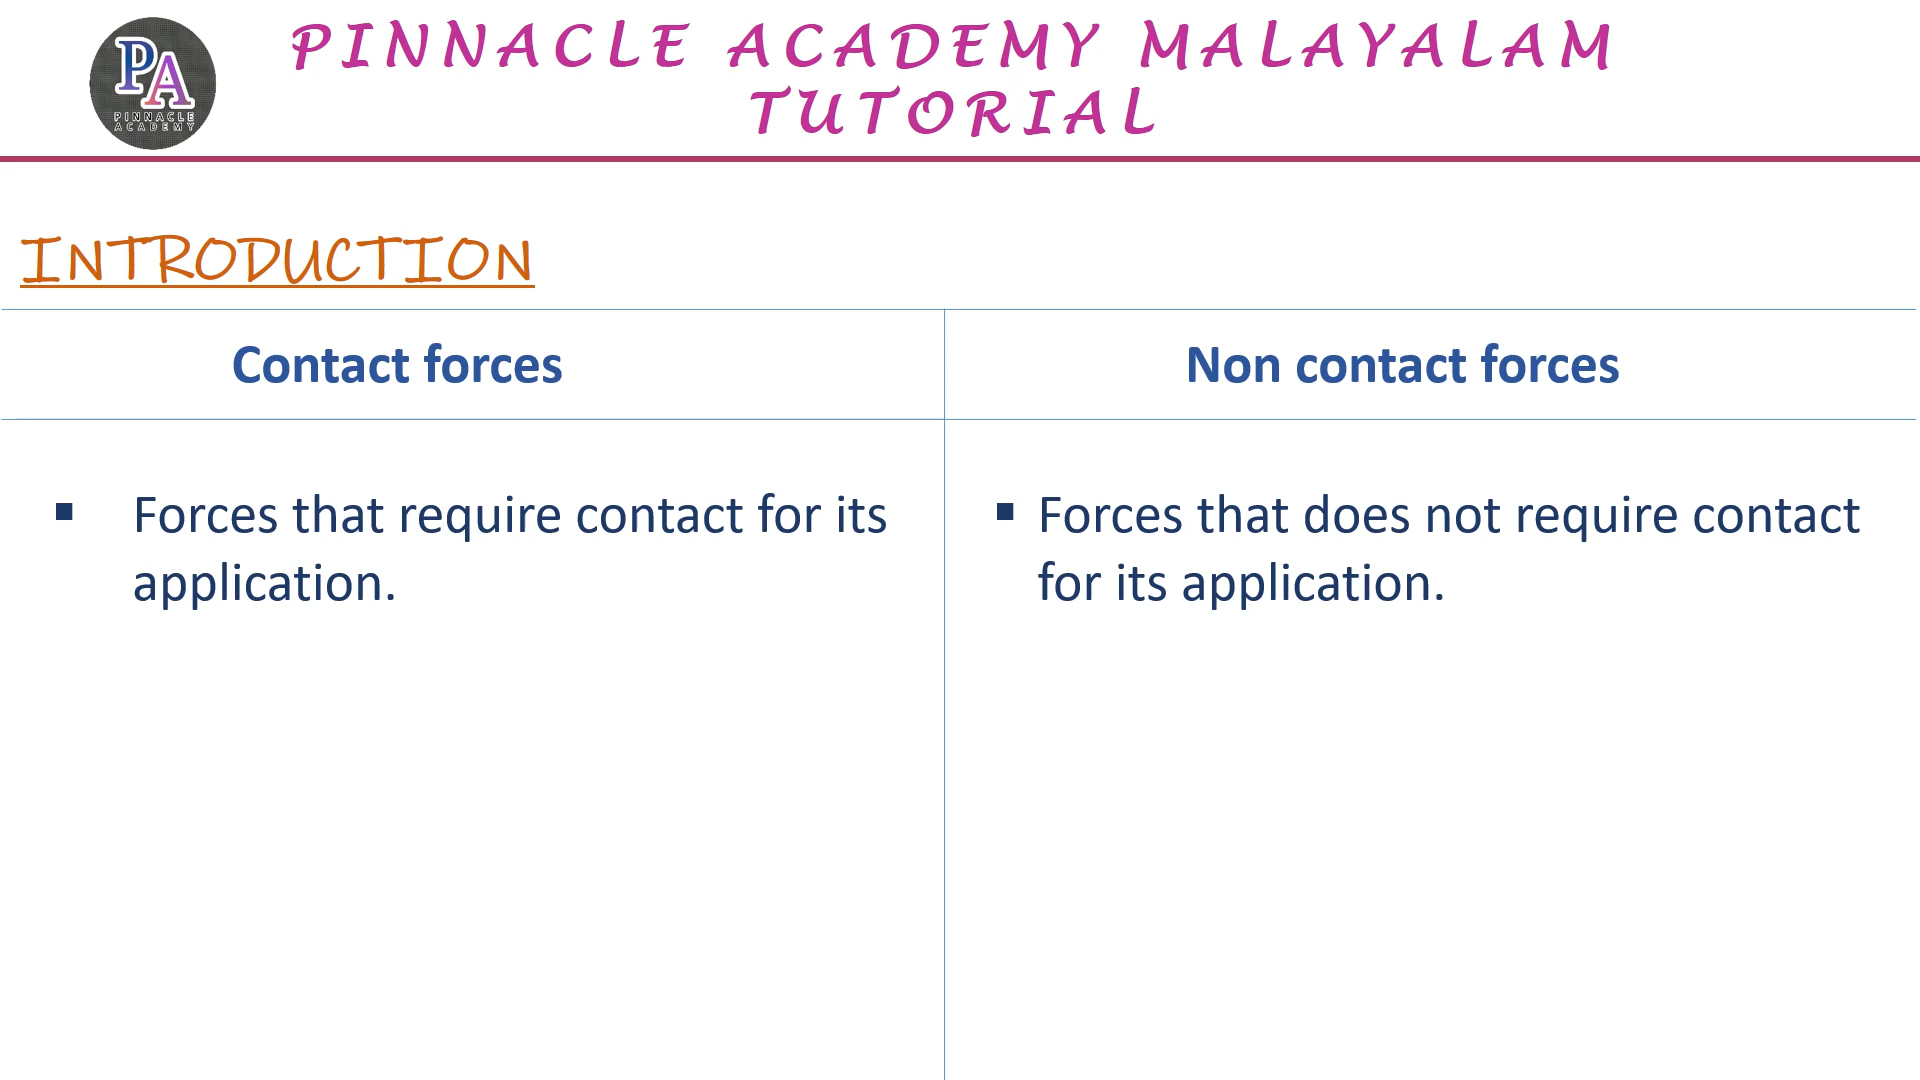 PA
PINNACLE
ACADEMY
PINNACLE ACADEMY MALAYALAM
TUTORIAL
INTRODUCTION
Contact forces
Non contact forces
▪ Forces that require contact for its
application.
▪ Forces that does not require contact
for its application.